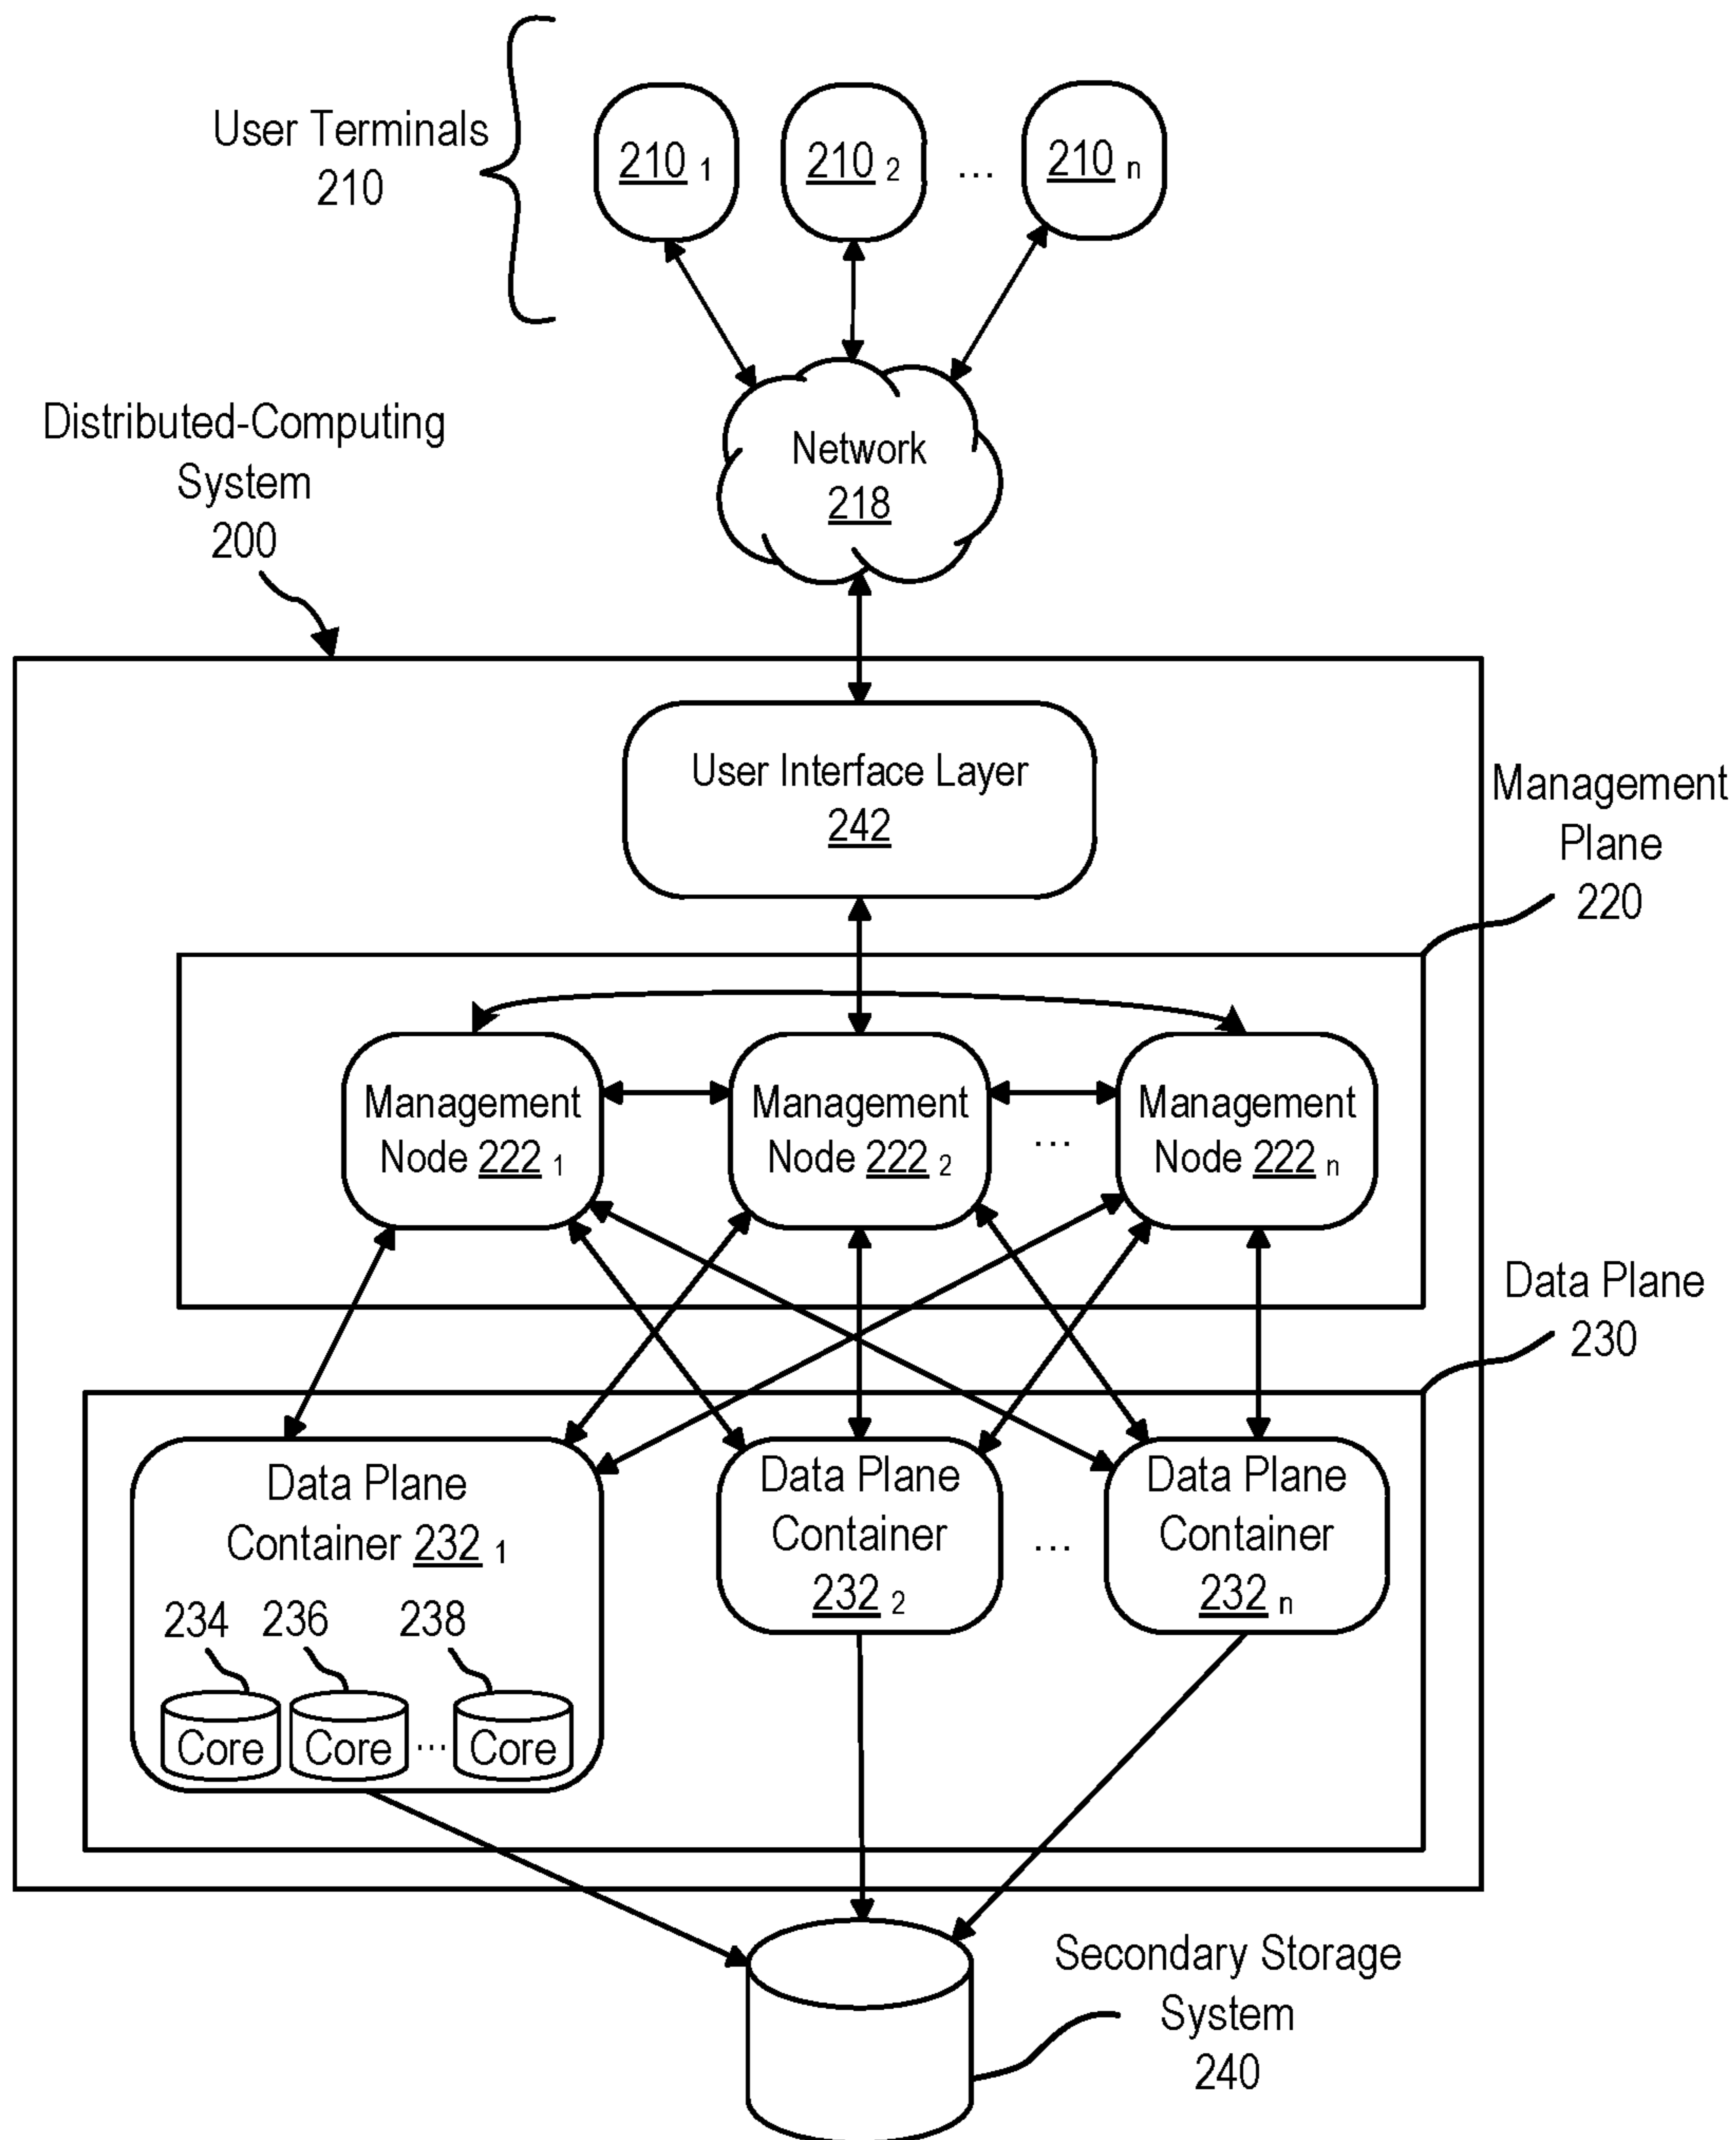 User Terminals
210
210 1
210 2
...
210 n
Network
218
Distributed-Computing
System
200
User Interface Layer
242
Management
Plane
220
Management
Node 222 1
Management
Node 222 2
...
Management
Node 222 n
Data Plane
230
Data Plane
Container 232 1
234
236
238
Core
Core
...
Core
Data Plane
Container
232 2
...
Data Plane
Container
232 n
Secondary Storage
System
240